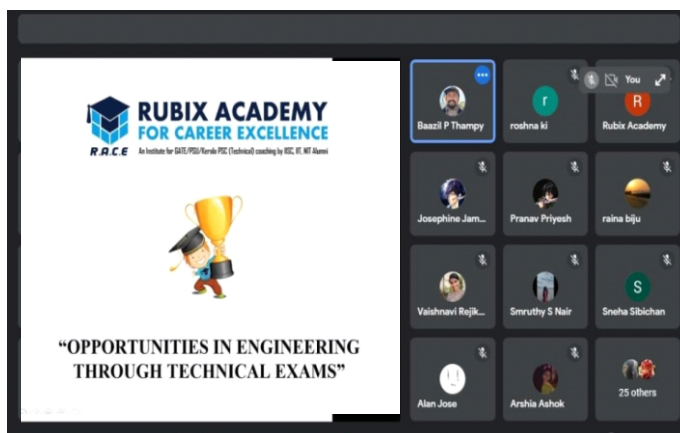 RUBIX ACADEMY
FOR CAREER EXCELLENCE
R.A.C.E An Institute for GATE/PSU/Kerala PSC (Technical) coaching by IISC, IIT, NIT Alumni
“OPPORTUNITIES IN ENGINEERING
THROUGH TECHNICAL EXAMS”
You
r
R
Baazil P Thampy
roshna ki
Rubix Academy
Josephine Jam...
Pranav Priyesh
raina biju
S
Vaishnavi Rejik...
Smruthy S Nair
Sneha Sibichan
25 others
Alan Jose
Arshia Ashok